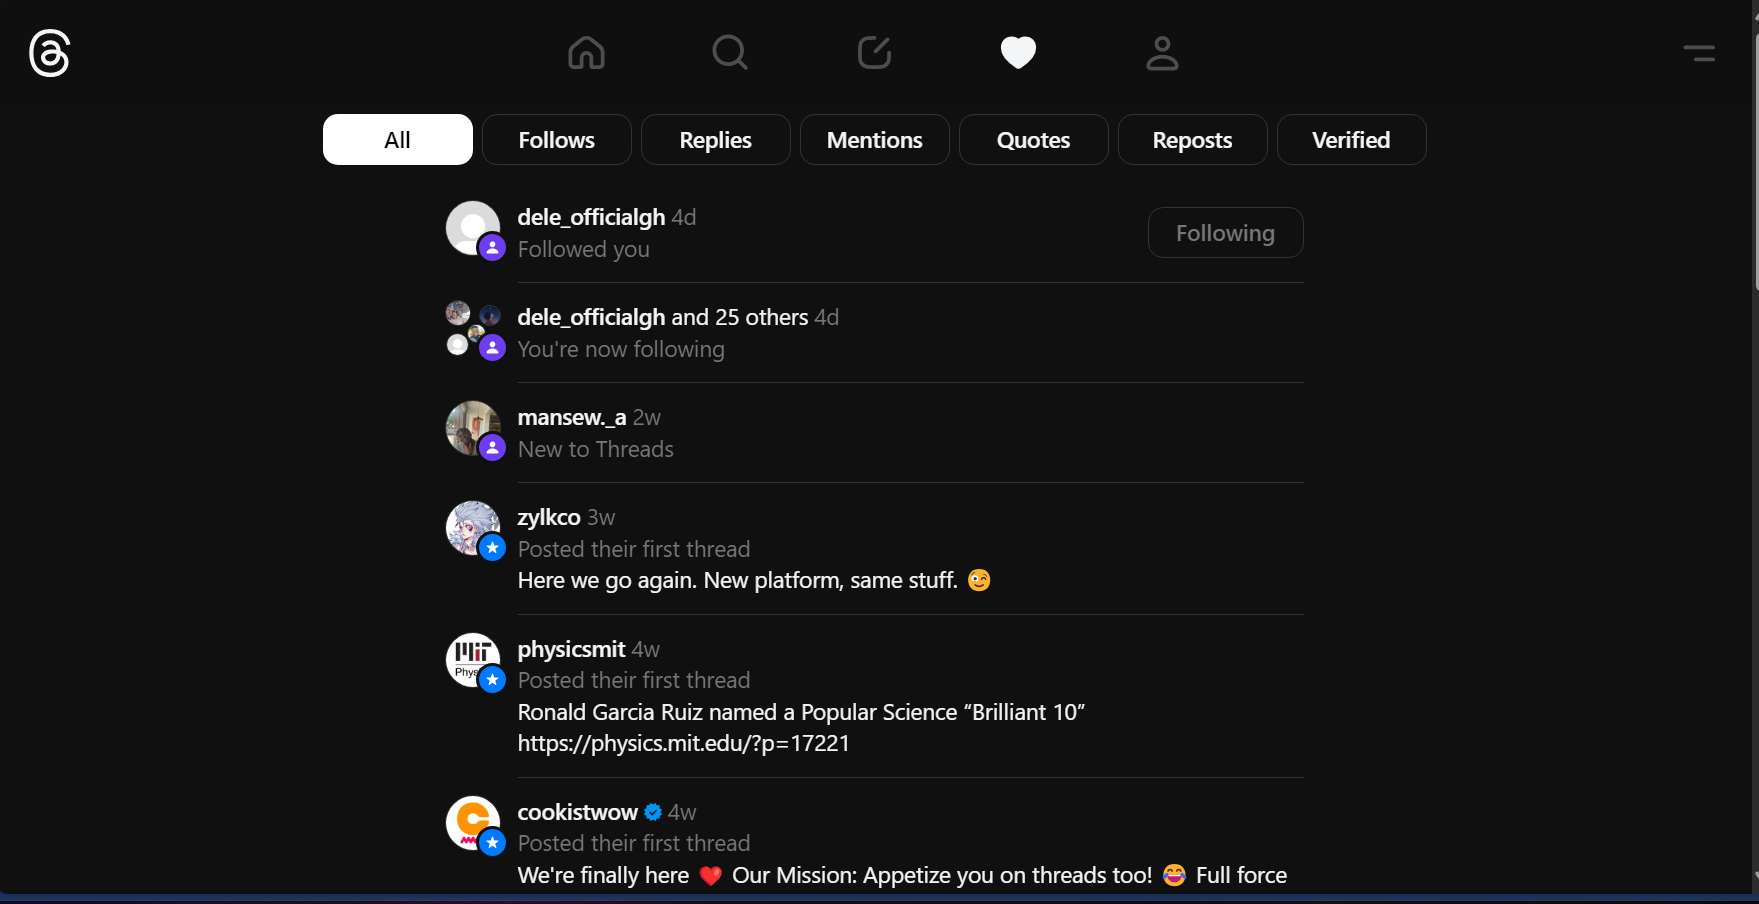 All
Follows
Replies
Mentions
Quotes
Reposts
Verified
dele_officialgh 4d
Followed you
Following
dele_officialgh and 25 others 4d
You're now following
mansew._a 2w
New to Threads
zylkco 3w
Posted their first thread
Here we go again. New platform, same stuff. 😉
MIT
Phys
physicsmit 4w
Posted their first thread
Ronald Garcia Ruiz named a Popular Science “Brilliant 10”
https://physics.mit.edu/?p=17221
cookistwow 4w
Posted their first thread
We're finally here ❤️ Our Mission: Appetize you on threads too! 😂 Full force